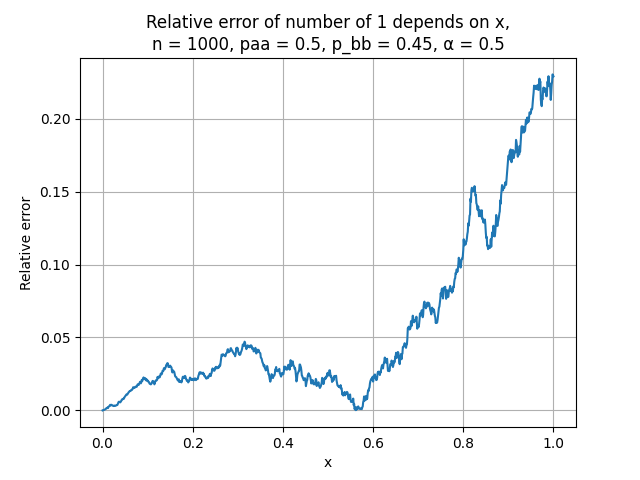 Relative error of number of 1 depends on x,
n = 1000, paa = 0.5, p_bb = 0.45, α = 0.5
Relative error
0.20
0.15
0.10
0.05
0.00
0.0 0.2 0.4 0.6 0.8 1.0
x